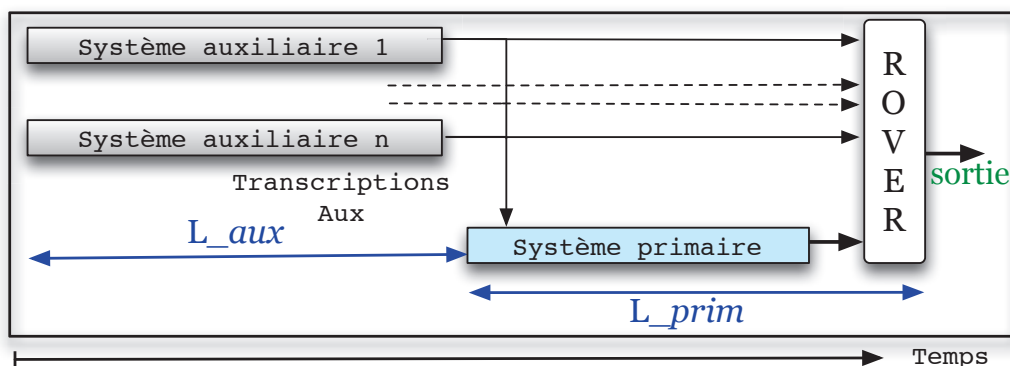 Système auxiliaire 1
Système auxiliaire n
Transcriptions
Aux
L_aux
Système primaire
L_prim
R
O
V
E
R
sortie
Temps